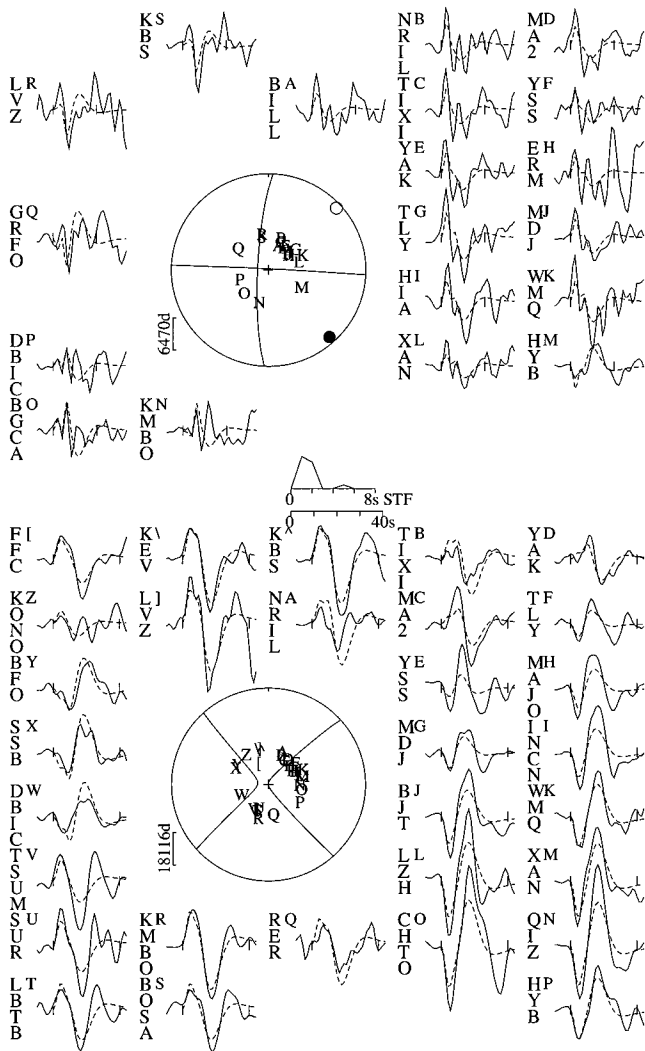 KBS S
NRIL B
MA2 D
LVZ R
BILL A
TIXI C
YSS F
YAK E
ERM H
GRFO Q
TLY G
MDJ J
HIA I
WMQ K
DBIC P
XAN L
HYB M
BGCA O
KMBO N
R
S
Q
B
A
G
K
L
P
O
N
M
+
6470d
0 8s STF
0 40s
FFC [
KEV \
KBS ^
TIXI B
YAK D
KONO Z
LVZ ]
NRIL A
MA2 C
TLY F
BFO Y
YSS E
MAJO H
SSB X
MDJ G
INCN I
DBIC W
BJT J
WMQ K
TSUM V
LZH L
XAN M
SUR U
KMBO R
RER Q
CHTO O
QIZ N
LBTB T
BOSA S
HYB P
Z
X
W
A
K
M
O
P
Q
R
[
+
18116d